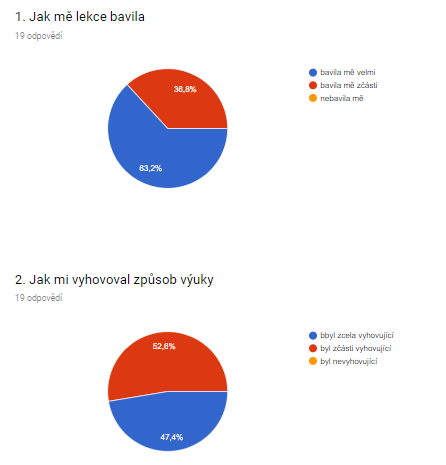 1. Jak mě lekce bavila
19 odpovědí
36,8%
63,2%
bavila mě velmi
bavila mě zčásti
nebavila mě
2. Jak mi vyhovoval způsob výuky
19 odpovědí
52,6%
47,4%
bbyl zcela vyhovující
byl zčásti vyhovující
byl nevyhovující